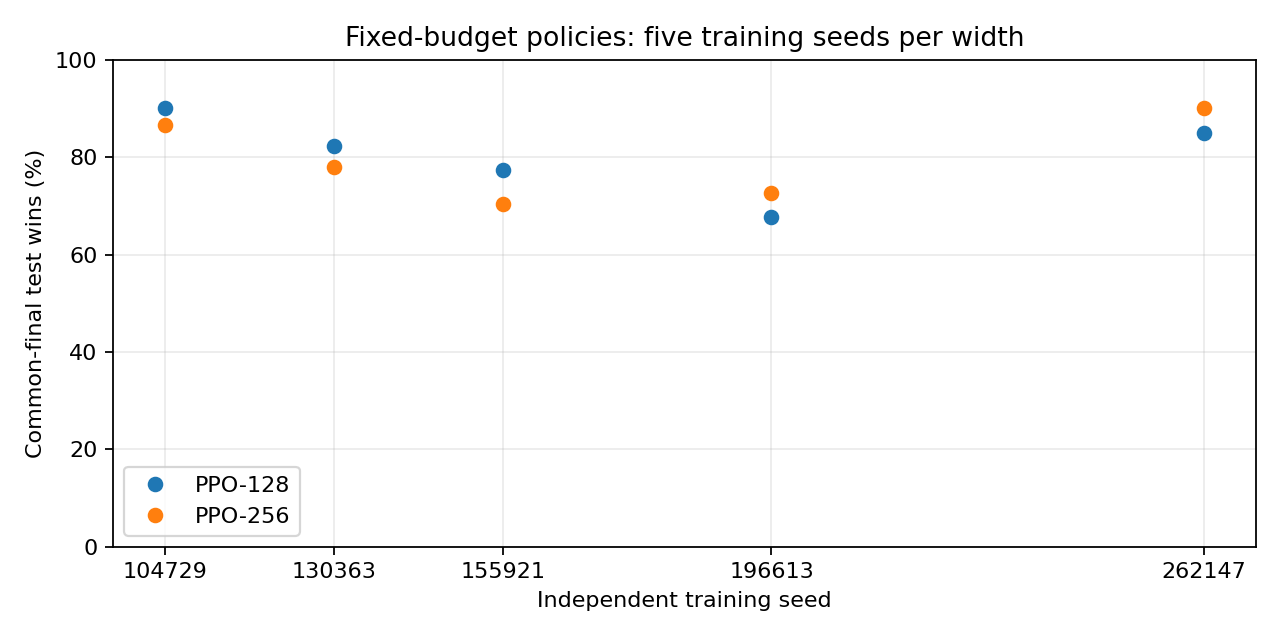 Fixed-budget policies: five training seeds per width
Common-final test wins (%)
100
80
60
40
20
0
PPO-128
PPO-256
104729 130363 155921 196613 262147
Independent training seed